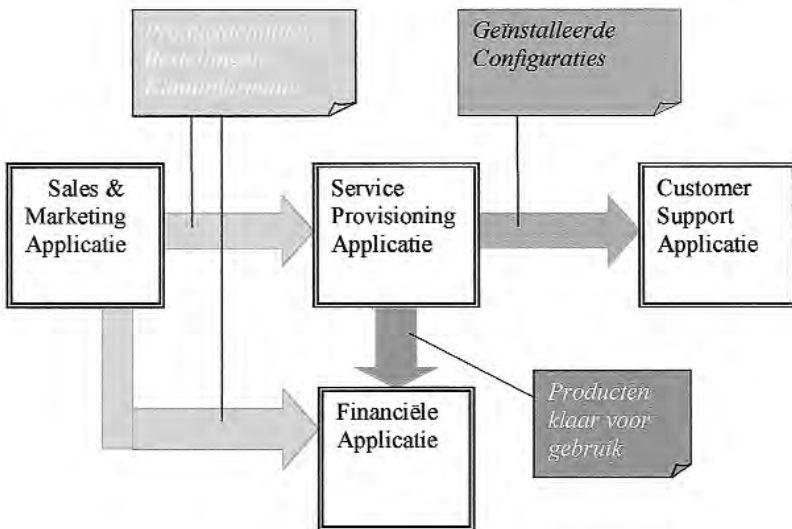 Geïnstalleerde
Configuraties
Sales &
Marketing
Applicatie
Service
Provisioning
Applicatie
Customer
Support
Applicatie
Financiële
Applicatie
Producten
klaar voor
gebruik